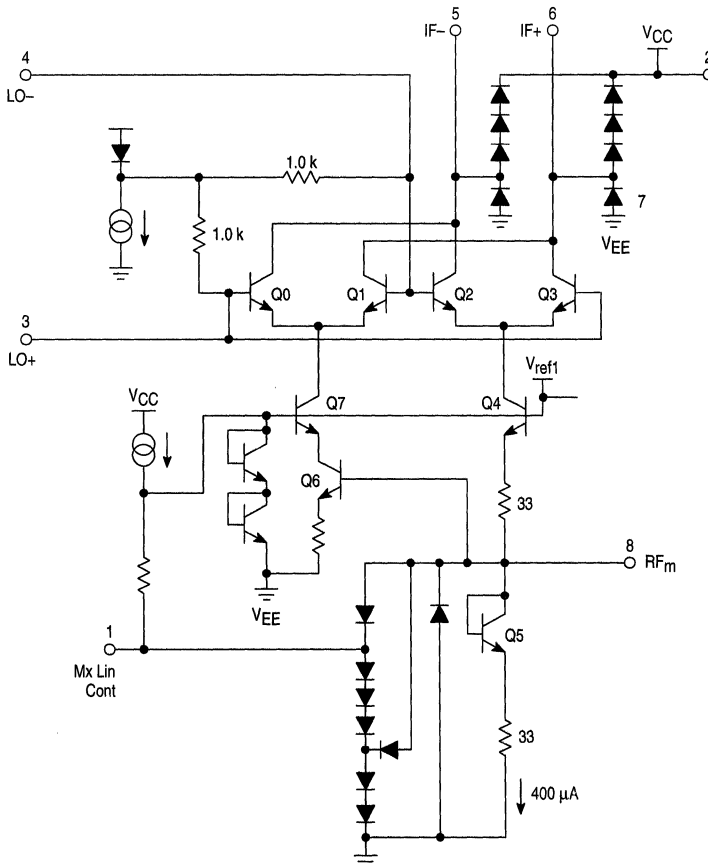 5
6
IF–
IF+
VCC
2
4
LO–
1.0 k
1.0 k
7
VEE
Q0
Q1
Q2
Q3
3
LO+
Vref1
VCC
Q7
Q4
Q6
33
8
RFm
VEE
Q5
1
Mx Lin
Cont
33
400 µA